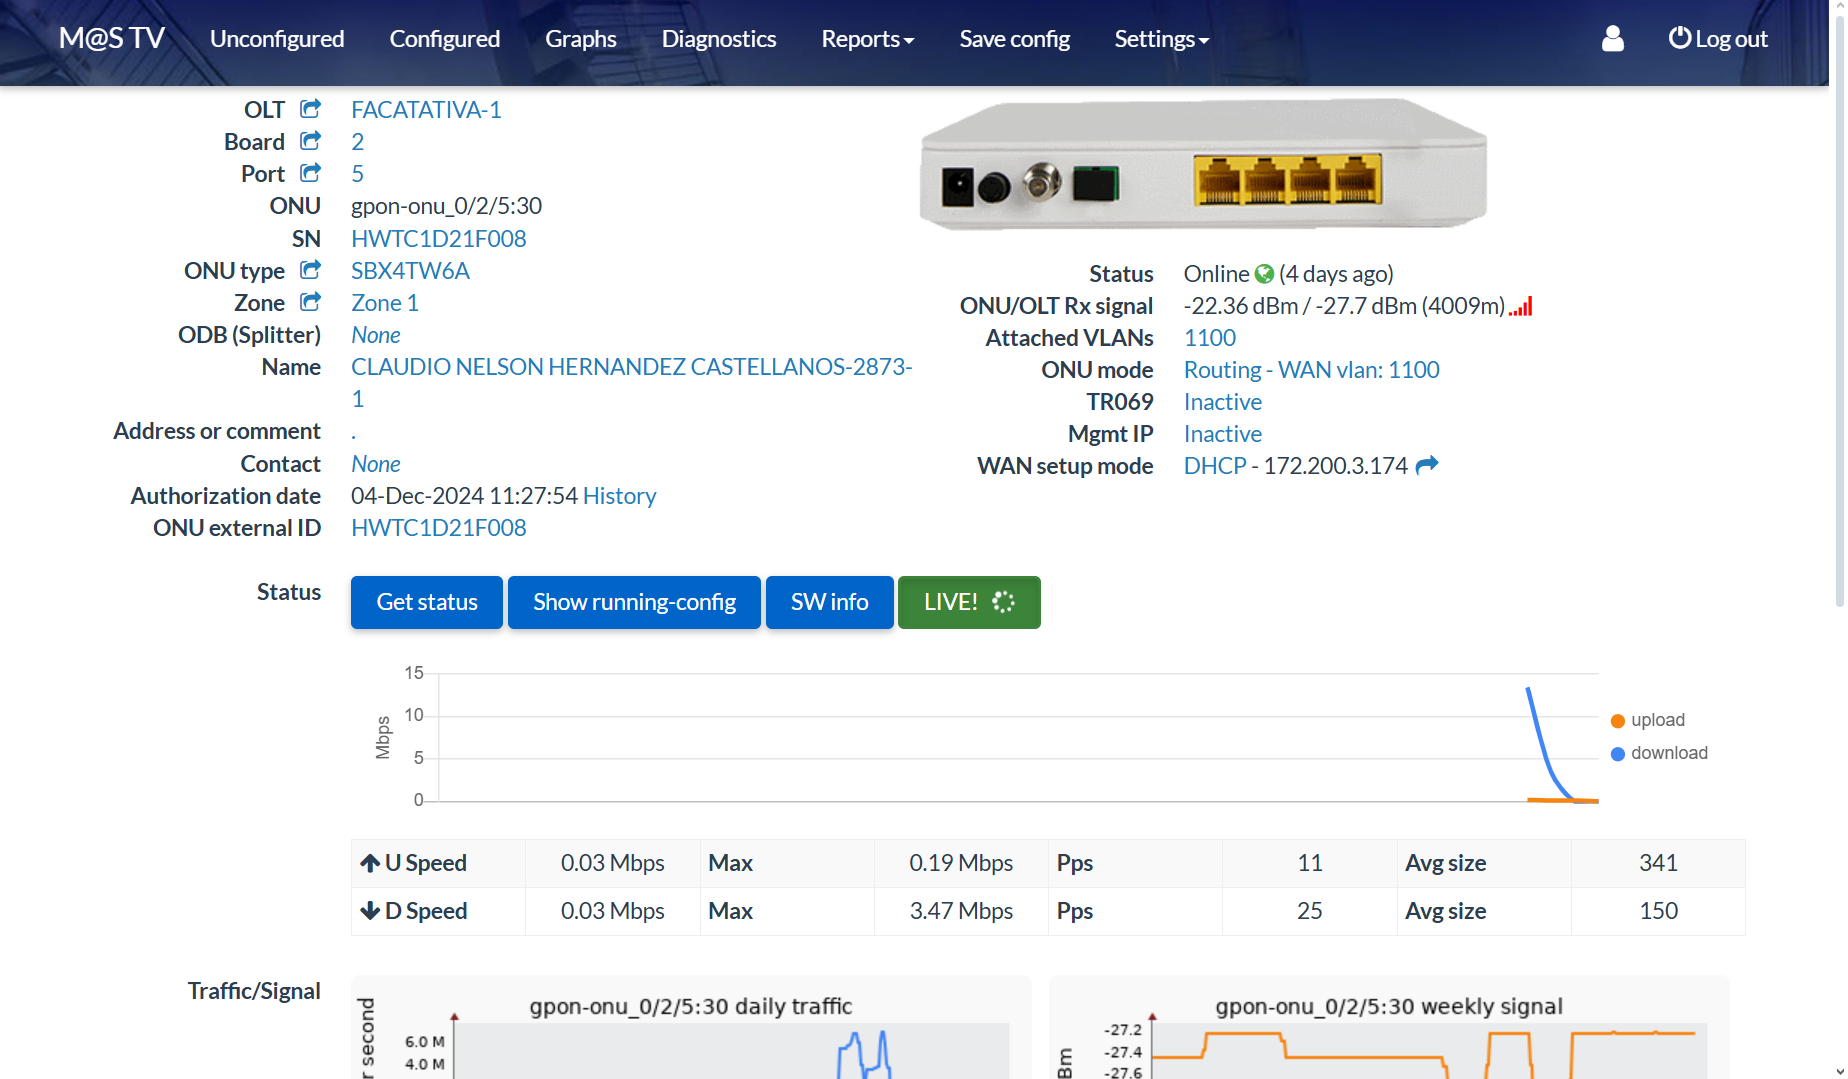 M@S TV Unconfigured Configured Graphs Diagnostics Reports Save config Settings Log out
OLT FACATATIVA-1
Board 2
Port 5
ONU gpon-onu_0/2/5:30
SN HWTC1D21F008
ONU type SBX4TW6A
Zone Zone 1
ODB (Splitter) None
Name CLAUDIO NELSON HERNANDEZ CASTELLANOS-2873-
1
Address or comment .
Contact None
Authorization date 04-Dec-2024 11:27:54 History
ONU external ID HWTC1D21F008
Status Online (4 days ago)
ONU/OLT Rx signal -22.36 dBm / -27.7 dBm (4009m)
Attached VLANs 1100
ONU mode Routing - WAN vlan: 1100
TR069 Inactive
Mgmt IP Inactive
WAN setup mode DHCP - 172.200.3.174
Status Get status Show running-config SW info LIVE!
Mbps
15
10
5
0
upload
download
U Speed 0.03 Mbps Max 0.19 Mbps Pps 11 Avg size 341
D Speed 0.03 Mbps Max 3.47 Mbps Pps 25 Avg size 150
Traffic/Signal
gpon-onu_0/2/5:30 daily traffic
r second
6.0 M
4.0 M
gpon-onu_0/2/5:30 weekly signal
Bm
-27.2
-27.4
-27.6